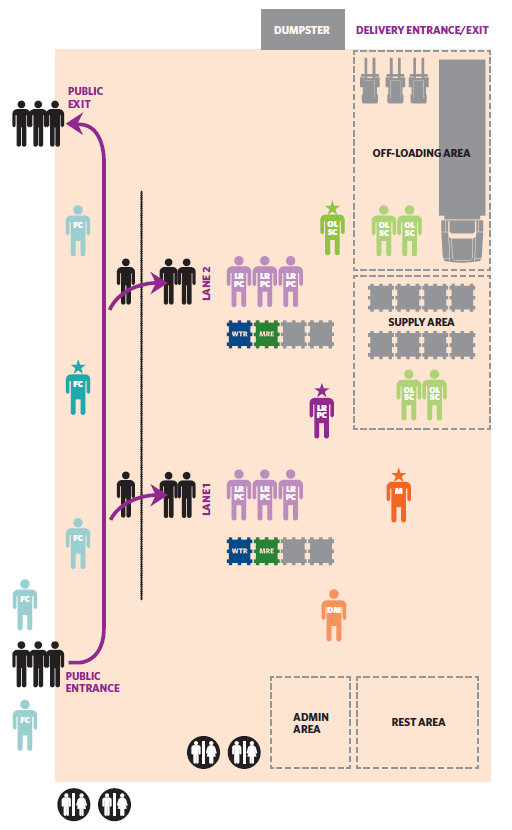 DUMPSTER
DELIVERY ENTRANCE/EXIT
PUBLIC
EXIT
OFF-LOADING AREA
FC
OL
SC
OL
SC
OL
SC
LANE 2
LR
PC
LR
PC
LR
PC
WTR
MRE
SUPPLY AREA
FC
OL
SC
OL
SC
LR
PC
LANE 1
LR
PC
LR
PC
LR
PC
M
FC
WTR
MRE
FC
DM
PUBLIC
ENTRANCE
FC
ADMIN
AREA
REST AREA